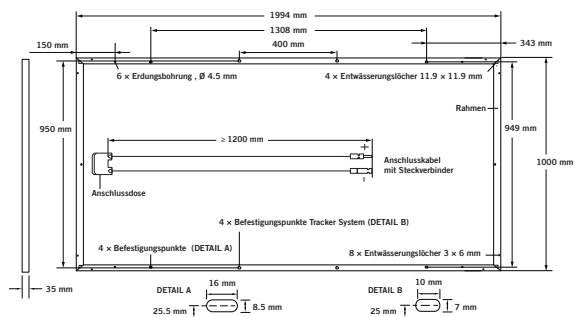 1994 mm
1308 mm
150 mm
400 mm
343 mm
6 × Erdungsbohrung , Ø 4.5 mm
4 × Entwässerungslöcher 11.9 × 11.9 mm
Rahmen
950 mm
≥ 1200 mm
949 mm
+
Anschlusskabel
mit Steckverbinder
1000 mm
–
Anschlussdose
4 × Befestigungspunkte Tracker System (DETAIL B)
4 × Befestigungspunkte (DETAIL A)
8 × Entwässerungslöcher 3 × 6 mm
35 mm
DETAIL A
16 mm
8.5 mm
25.5 mm
DETAIL B
10 mm
7 mm
25 mm